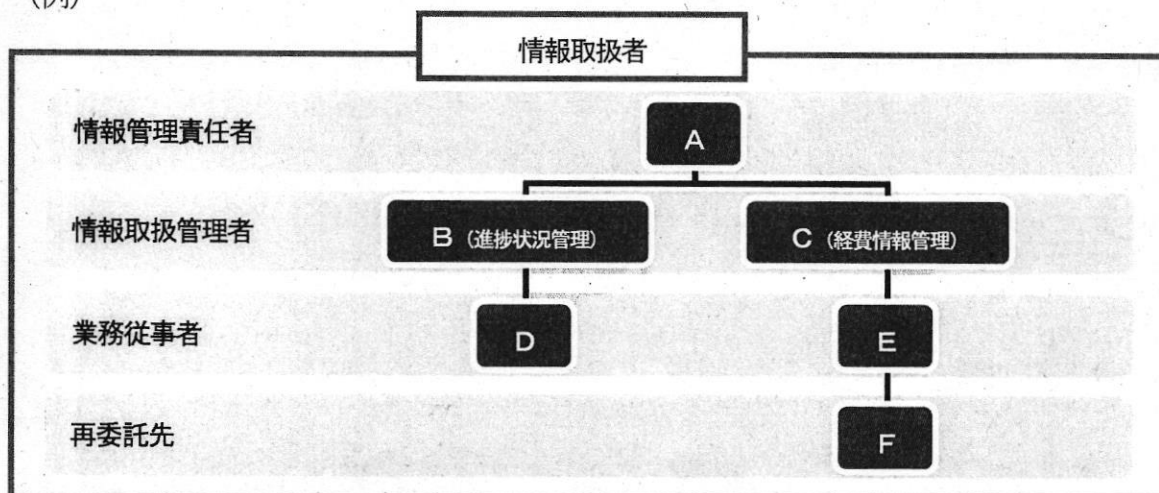 (例)
情報取扱者
情報管理責任者
A
情報取扱管理者
B (進捗状況管理)
C (経費情報管理)
業務従事者
D
E
再委託先
F